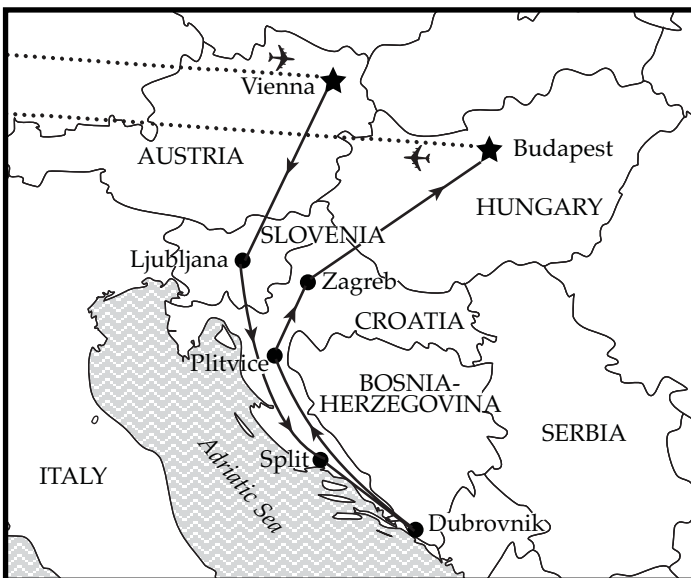 Vienna
AUSTRIA
Budapest
HUNGARY
SLOVENIA
Ljubljana
Zagreb
CROATIA
Plitvice
BOSNIA-
HERZEGOVINA
SERBIA
Split
Adriatic Sea
ITALY
Dubrovnik